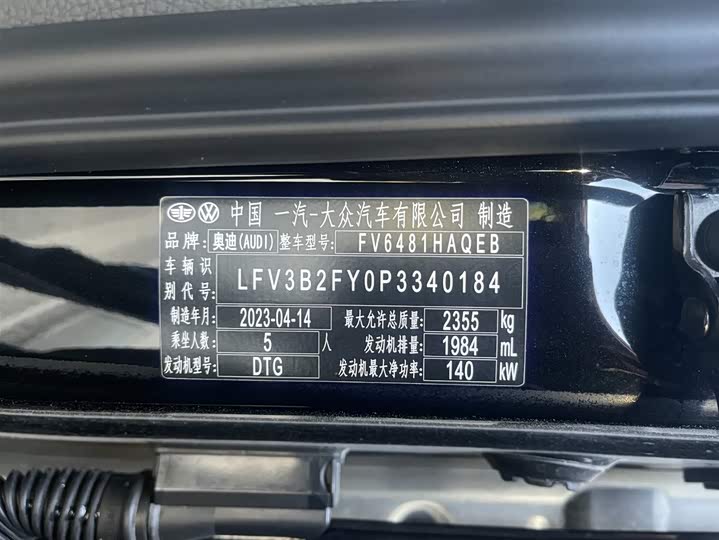 中国 一汽-大众汽车有限公司 制造
品牌: 奥迪(AUDI) 整车型号: FV6481HAQEB
车辆识别代号: LFV3B2FY0P3340184
制造年月: 2023-04-14 最大允许总质量: 2355 kg
乘坐人数: 5 人 发动机排量: 1984 mL
发动机型号: DTG 发动机最大净功率: 140 kW